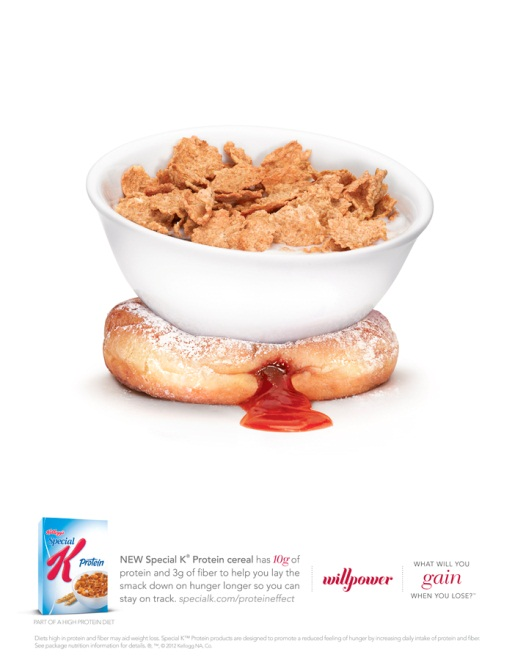 Kellogg's
Special
K
Protein
NEW Special K® Protein cereal has 10g of
protein and 3g of fiber to help you lay the
smack down on hunger longer so you can
stay on track. specialk.com/proteineffect
willpower
WHAT WILL YOU
gain
WHEN YOU LOSE?™
PART OF A HIGH PROTEIN DIET
Diets high in protein and fiber may aid weight loss. Special K™ Protein products are designed to promote a reduced feeling of hunger by increasing daily intake of protein and fiber.
See package nutrition information for details. ®, ™, © 2012 Kellogg NA, Co.